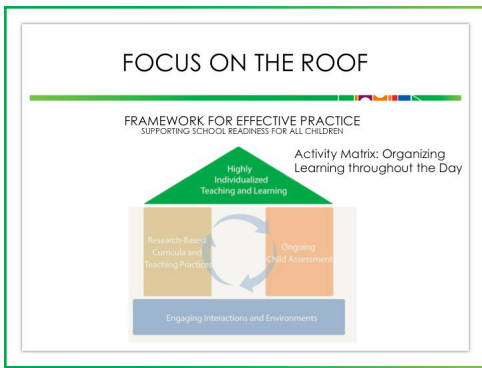 FOCUS ON THE ROOF
FRAMEWORK FOR EFFECTIVE PRACTICE
SUPPORTING SCHOOL READINESS FOR ALL CHILDREN
Activity Matrix: Organizing
Learning throughout the Day
Highly
Individualized
Teaching and Learning
Research-Based
Curricula and
Teaching Practices
Ongoing
Child Assessment
Engaging Interactions and Environments